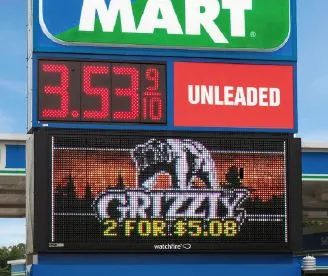 MART
®
3.53 9/10
UNLEADED
GRIZZLY
2 FOR $5.08
watchfire